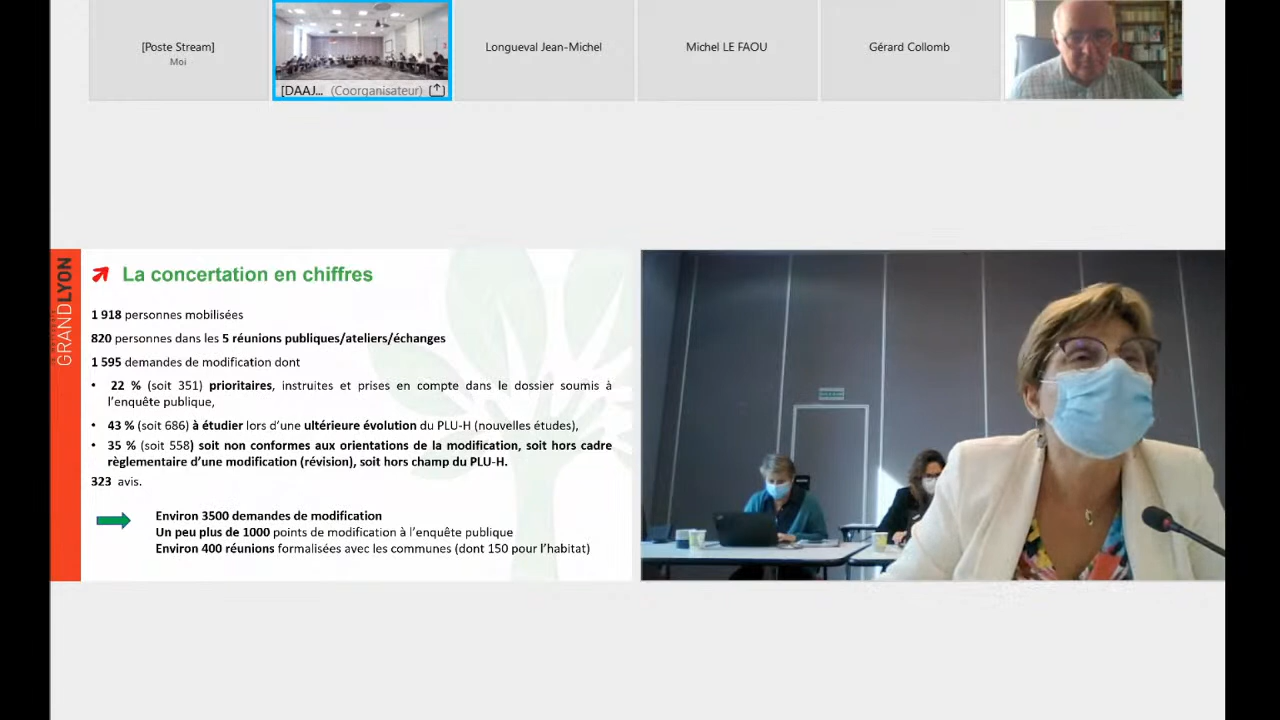 [Poste Stream]
Moi
[DAAJ... (Coorganisateur)
Longueval Jean-Michel
Michel LE FAOU
Gérard Collomb
GRANDLYON
La concertation en chiffres
1 918 personnes mobilisées
820 personnes dans les 5 réunions publiques/ateliers/échanges
1 595 demandes de modification dont
• 22 % (soit 351) prioritaires, instruites et prises en compte dans le dossier soumis à
l'enquête publique,
• 43 % (soit 686) à étudier lors d'une ultérieure évolution du PLU-H (nouvelles études),
• 35 % (soit 558) soit non conformes aux orientations de la modification, soit hors cadre
règlementaire d'une modification (révision), soit hors champ du PLU-H.
323 avis.
Environ 3500 demandes de modification
Un peu plus de 1000 points de modification à l'enquête publique
Environ 400 réunions formalisées avec les communes (dont 150 pour l'habitat)